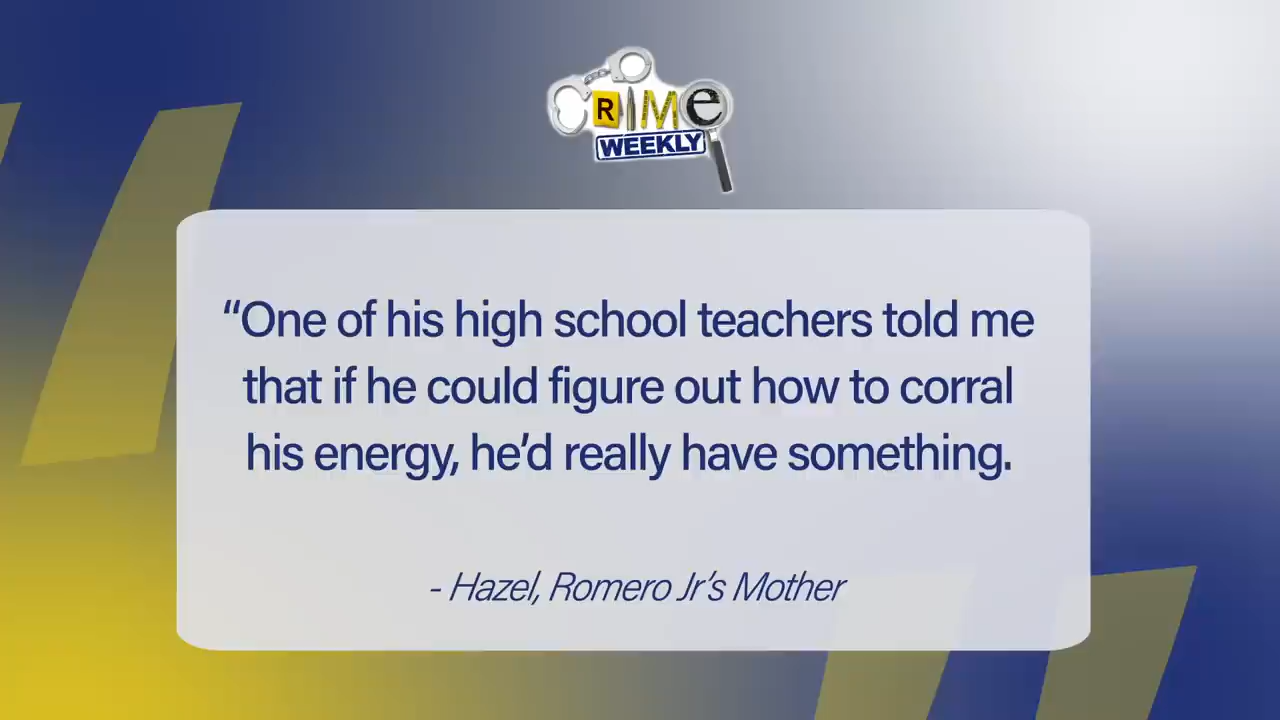 CRIME
WEEKLY
“One of his high school teachers told me
that if he could figure out how to corral
his energy, he’d really have something.
- Hazel, Romero Jr’s Mother